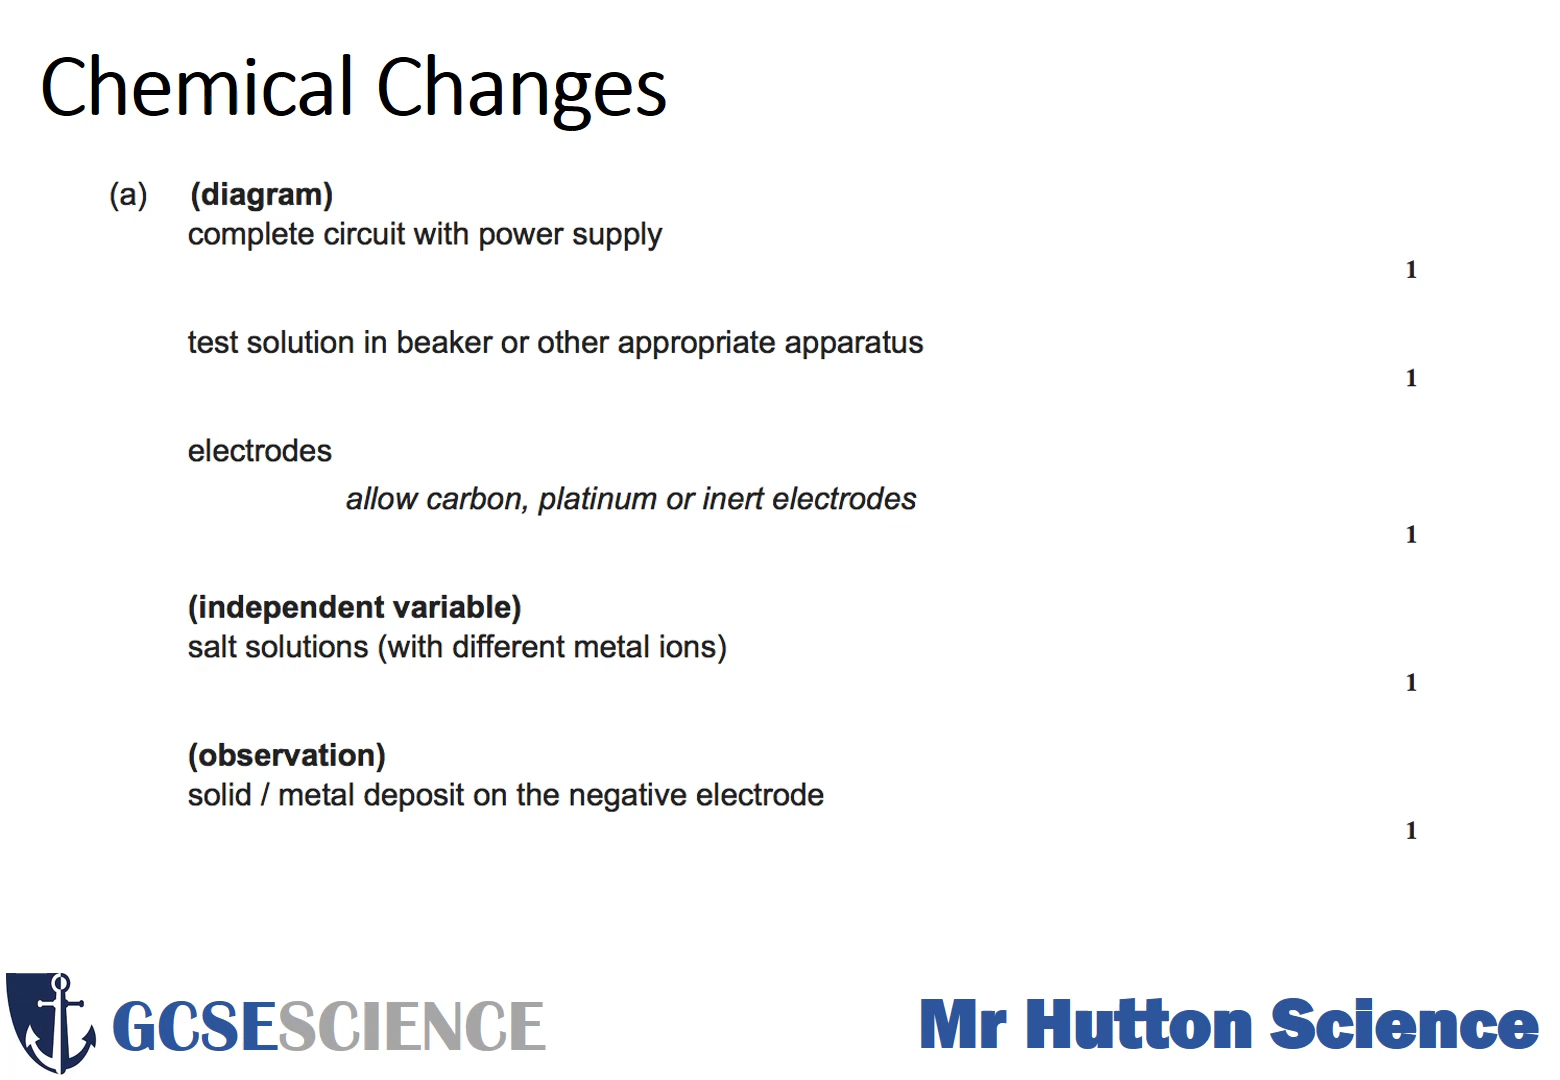 Chemical Changes
(a) (diagram)
complete circuit with power supply
1
test solution in beaker or other appropriate apparatus
1
electrodes
allow carbon, platinum or inert electrodes
1
(independent variable)
salt solutions (with different metal ions)
1
(observation)
solid / metal deposit on the negative electrode
1
GCSESCIENCE
Mr Hutton Science